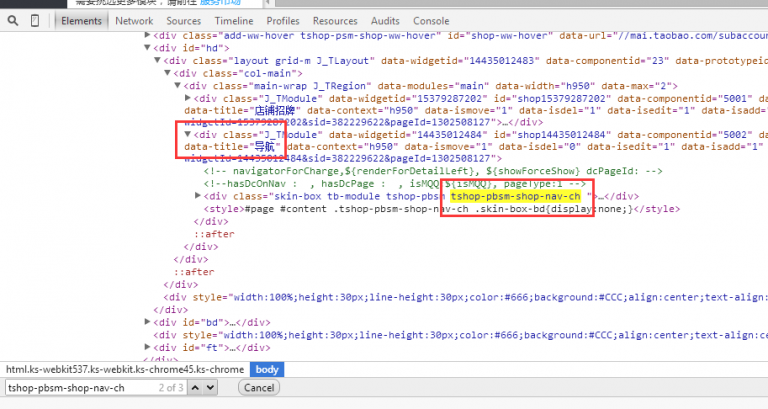 需要挑选更多模块，请前往 服务市场
Elements Network Sources Timeline Profiles Resources Audits Console
<div class="add-ww-hover tshop-psm-shop-ww-hover" id="shop-ww-hover" data-url="//mai.taobao.com/subaccoun
<div id="hd">
<div class="layout grid-m J_TLayout" data-widgetid="14435012483" data-componentid="23" data-prototypeid
<div class="col-main">
<div class="main-wrap J_TRegion" data-modules="main" data-width="h950" data-max="2">
<div class="J_TModule" data-widgetid="15379287202" id="shop15379287202" data-componentid="5001"
data-title="店铺招牌" data-context="h950" data-ismove="1" data-isdel="1" data-isedit="1" data-isadd=
widgetId=15379287202&sid=382229622&pageId=1302508127>…</div>
<div class="J_TModule" data-widgetid="14435012484" id="shop14435012484" data-componentid="5002"
data-title="导航" data-context="h950" data-ismove="1" data-isdel="0" data-isedit="1" data-isadd=
widgetId=14435012484&sid=382229622&pageId=1302508127>
<!-- navigatorForCharge,${renderForDetailLeft}, ${showforceShow} dcPageId: -->
<!--hasDcOnNav : , hasDcPage : , isMQQ:${isMQQ}, pageType:1 -->
<div class="skin-box tb-module tshop-pbsm tshop-pbsm-shop-nav-ch ">…</div>
<style>#page #content .tshop-pbsm-shop-nav-ch .skin-box-bd{display:none;}</style>
</div>
::after
</div>
</div>
::after
</div>
<div style="width:100%;height:30px;line-height:30px;color:#666;background:#CCC;align:center;text-align:
</div>
<div id="bd">…</div>
<div style="width:100%;height:30px;line-height:30px;color:#666;background:#CCC;align:center;text-align:cen
<div id="ft">…</div>
</div>
html.ks-webkit537.ks-webkit.ks-chrome45.ks-chrome body
tshop-pbsm-shop-nav-ch 2 of 3 Cancel